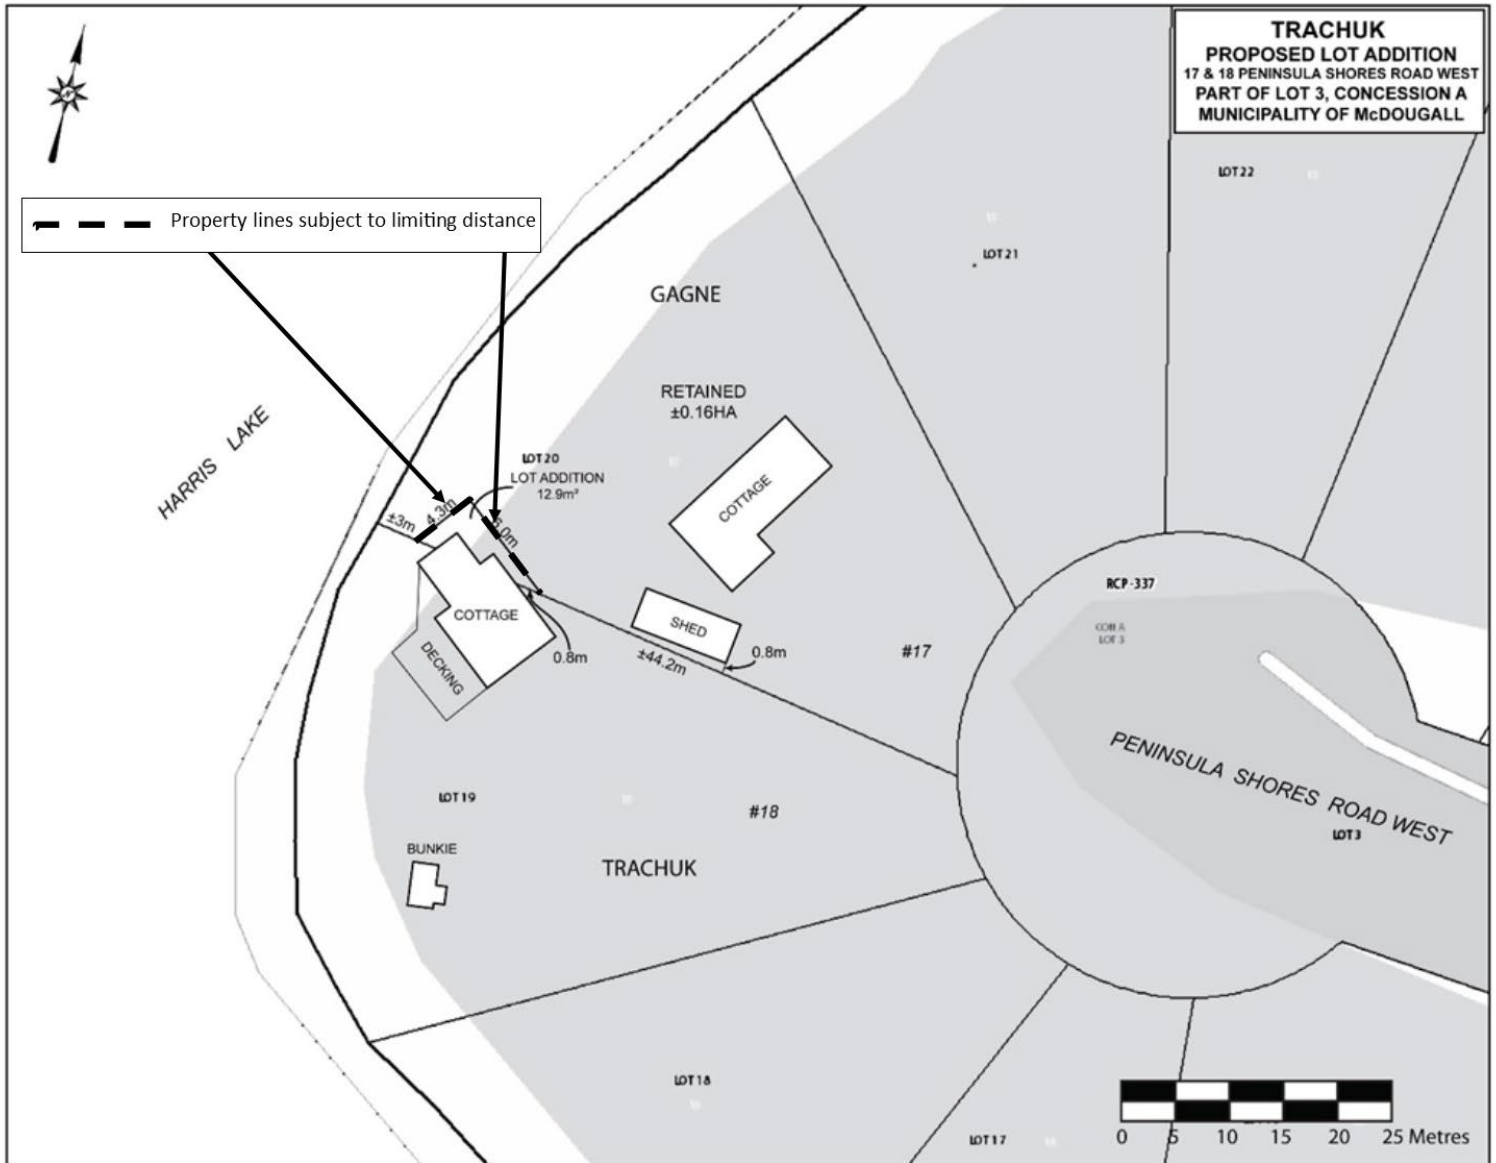 TRACHUK
PROPOSED LOT ADDITION
17 & 18 PENINSULA SHORES ROAD WEST
PART OF LOT 3, CONCESSION A
MUNICIPALITY OF McDOUGALL
LOT 22
Property lines subject to limiting distance
LOT 21
GAGNE
RETAINED
±0.16HA
HARRIS LAKE
LOT 20
LOT ADDITION
12.9m²
COTTAGE
±3m
4.3m
6.0m
RCP-337
COTTAGE
SHED
CON A
LOT 3
DECKING
0.8m
±44.2m
0.8m
#17
PENINSULA SHORES ROAD WEST
LOT 3
LOT 19
#18
BUNKIE
TRACHUK
LOT 18
LOT 17
0 5 10 15 20 25 Metres